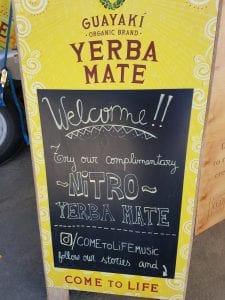 GUAYAKÍ
ORGANIC BRAND
YERBA
MATE
Welcome!!
Try our complimentary
~NiTRO~
YERBA MATE
/COMEToLiFEMUSiC
follow our stories and
COME TO LIFE